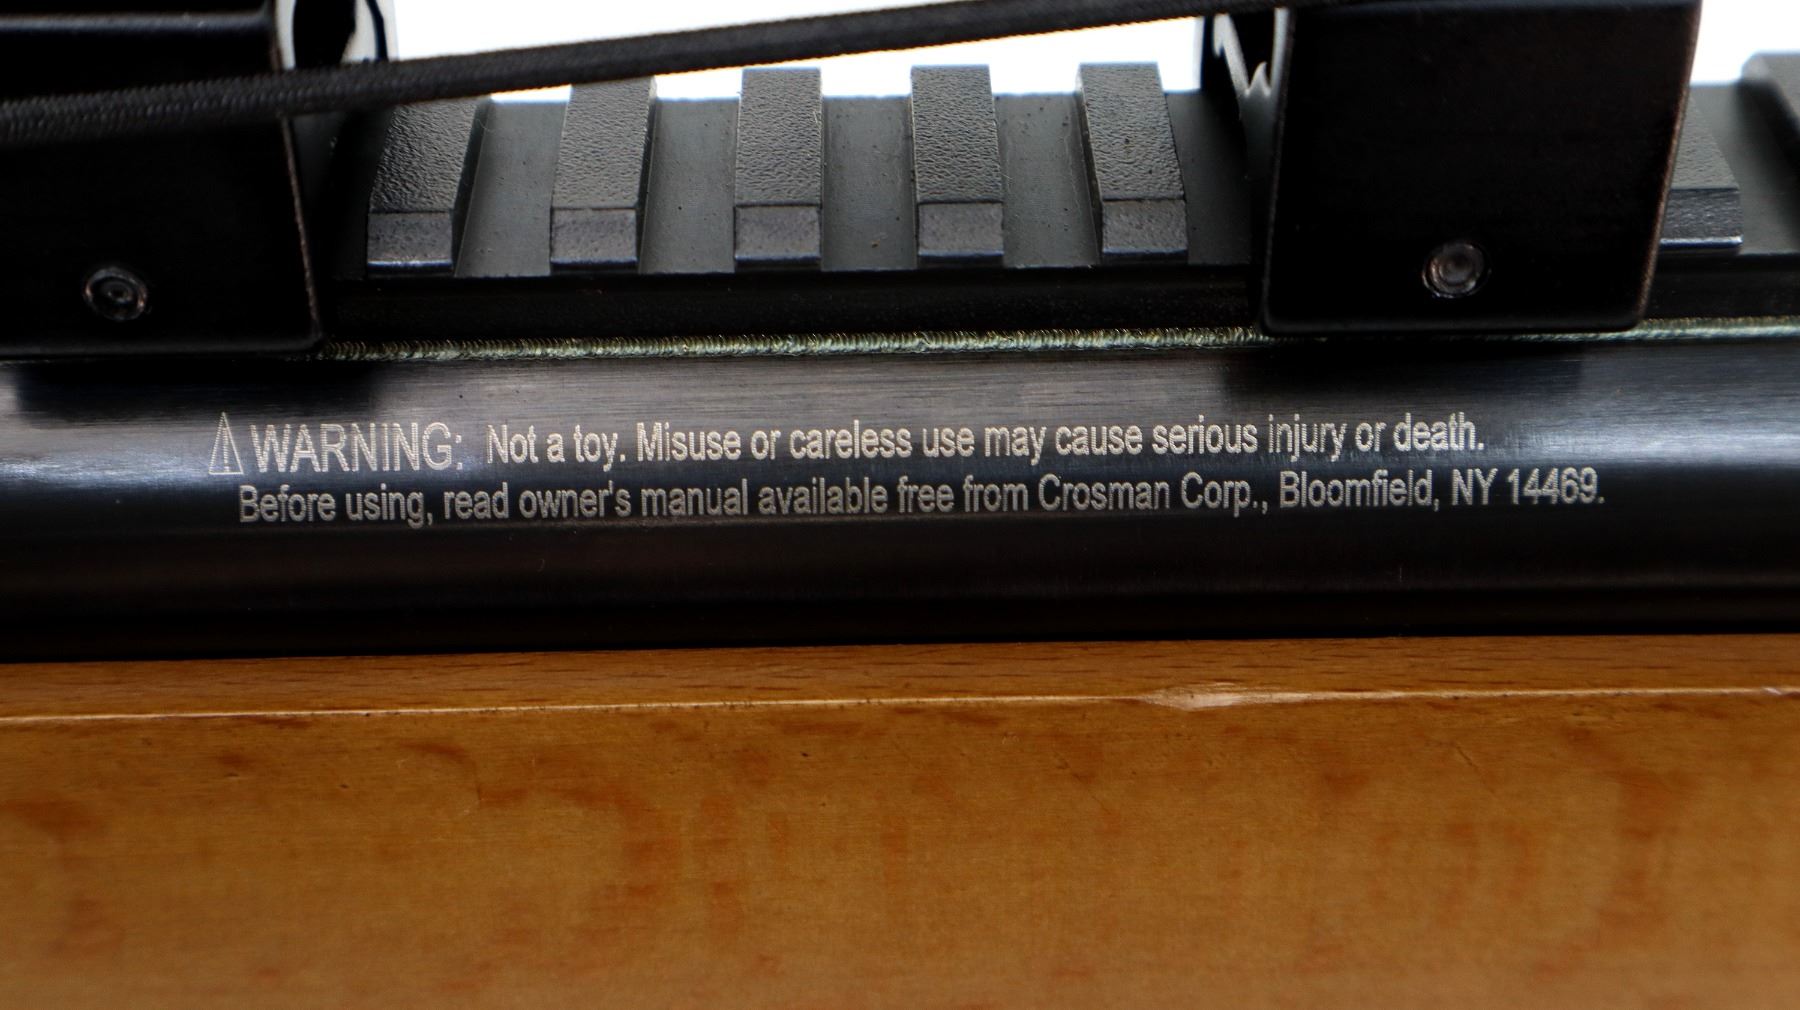 ⚠WARNING: Not a toy. Misuse or careless use may cause serious injury or death.
Before using, read owner's manual available free from Crosman Corp., Bloomfield, NY 14469.